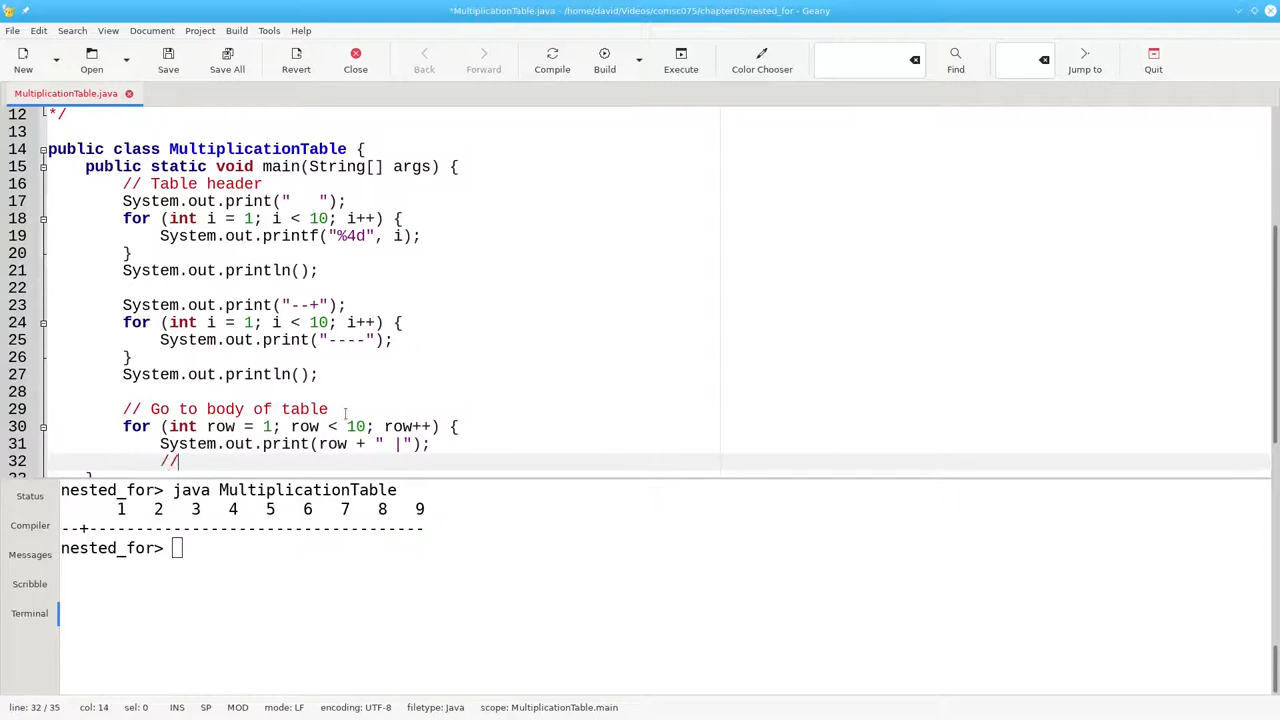 *MultiplicationTable.java - /home/david/Videos/comsc075/chapter05/nested_for - Geany
File Edit Search View Document Project Build Tools Help
New Open Save Save All Revert Close Back Forward Compile Build Execute Color Chooser Find Jump to Quit
MultiplicationTable.java
12 */
13
14 public class MultiplicationTable {
15     public static void main(String[] args) {
16         // Table header
17         System.out.print("   ");
18         for (int i = 1; i < 10; i++) {
19             System.out.printf("%4d", i);
20         }
21         System.out.println();
22
23         System.out.print("--+");
24         for (int i = 1; i < 10; i++) {
25             System.out.print("----");
26         }
27         System.out.println();
28
29         // Go to body of table
30         for (int row = 1; row < 10; row++) {
31             System.out.print(row + " |");
32             //
Status
Compiler
Messages
Scribble
Terminal
nested_for> java MultiplicationTable
      1   2   3   4   5   6   7   8   9
--+------------------------------------
nested_for>
line: 32 / 35 col: 14 sel: 0 INS SP MOD mode: LF encoding: UTF-8 filetype: Java scope: MultiplicationTable.main